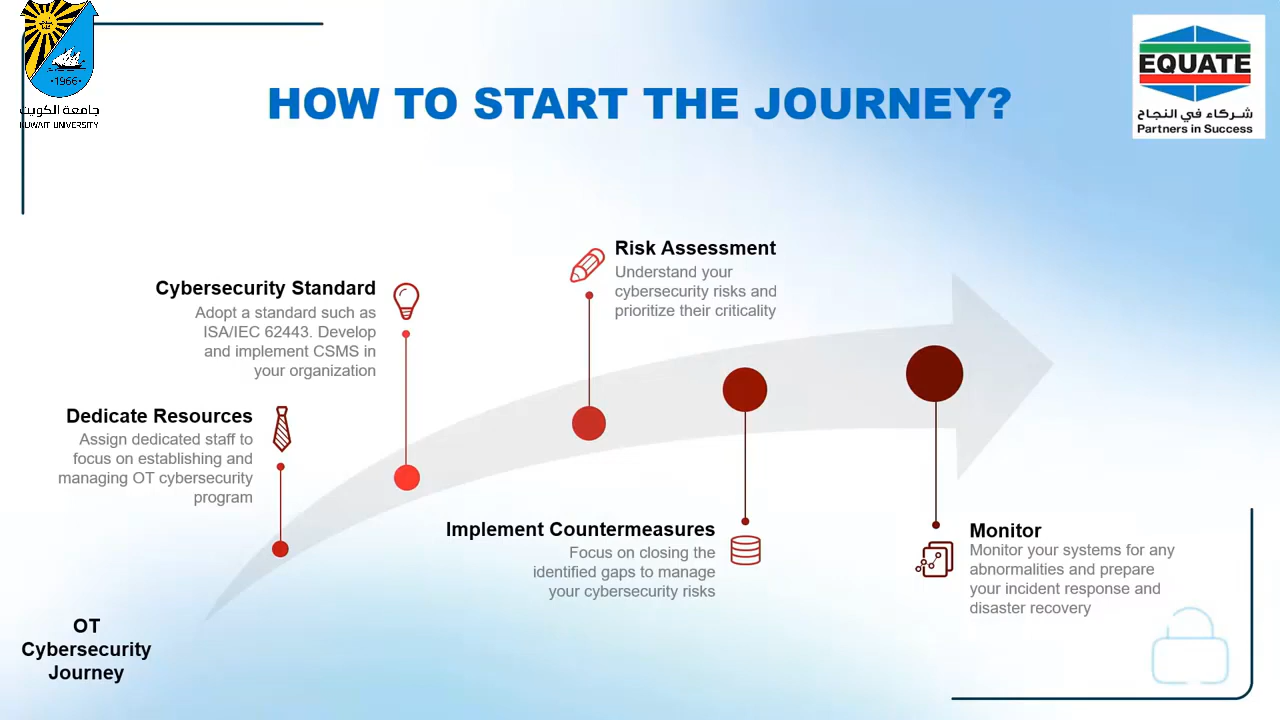 1966
جامعة الكويت
KUWAIT UNIVERSITY
HOW TO START THE JOURNEY?
EQUATE
شركاء في النجاح
Partners in Success
Dedicate Resources
Assign dedicated staff to
focus on establishing and
managing OT cybersecurity
program
Cybersecurity Standard
Adopt a standard such as
ISA/IEC 62443. Develop
and implement CSMS in
your organization
Risk Assessment
Understand your
cybersecurity risks and
prioritize their criticality
Implement Countermeasures
Focus on closing the
identified gaps to manage
your cybersecurity risks
Monitor
Monitor your systems for any
abnormalities and prepare
your incident response and
disaster recovery
OT
Cybersecurity
Journey